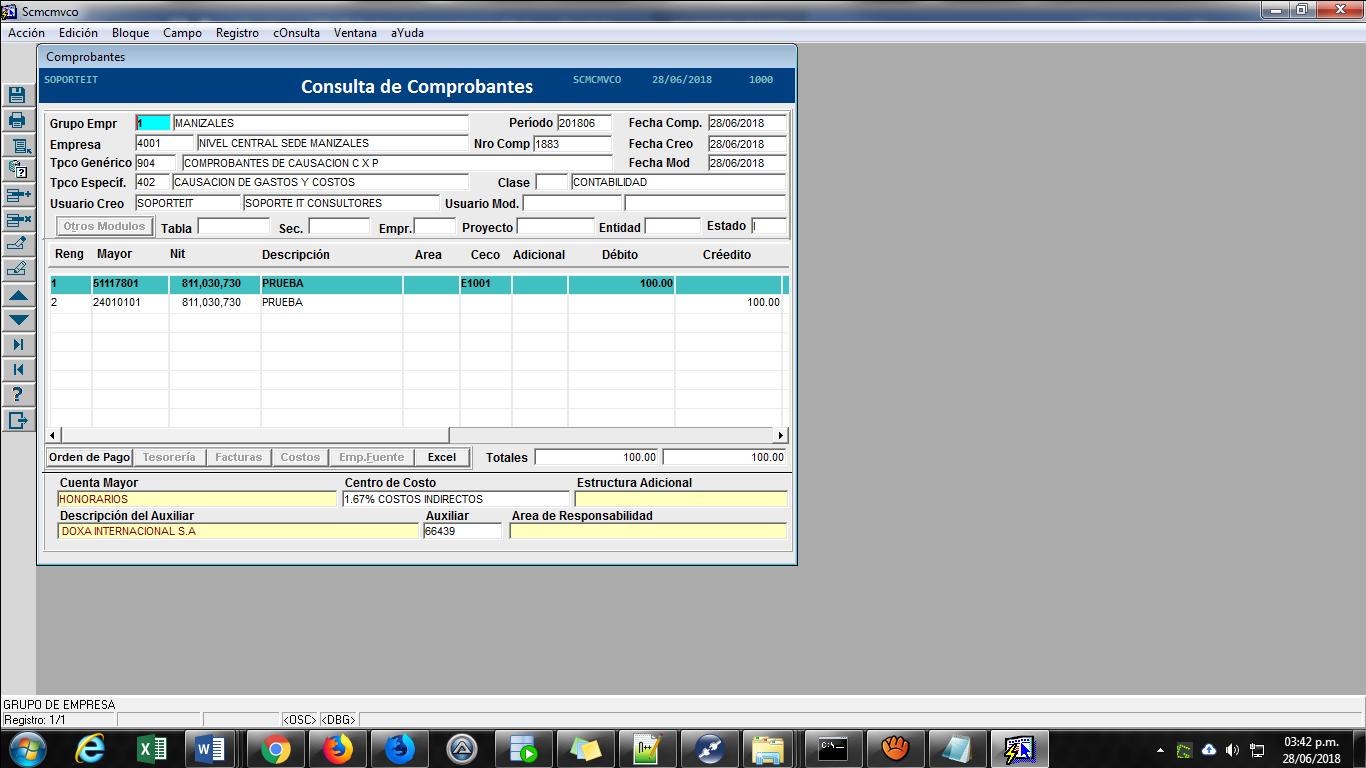 Scmcmvco
Acción Edición Bloque Campo Registro cOnsulta Ventana aYuda
Comprobantes
SOPORTEIT Consulta de Comprobantes SCMCMVCO 28/06/2018 1000
Grupo Empr 1 MANIZALES Período 201806 Fecha Comp. 28/06/2018
Empresa 4001 NIVEL CENTRAL SEDE MANIZALES Nro Comp 1883 Fecha Creo 28/06/2018
Tpco Genérico 904 COMPROBANTES DE CAUSACION C X P Fecha Mod 28/06/2018
Tpco Específ. 402 CAUSACION DE GASTOS Y COSTOS Clase CONTABILIDAD
Usuario Creo SOPORTEIT SOPORTE IT CONSULTORES Usuario Mod.
Otros Modulos Tabla Sec. Empr. Proyecto Entidad Estado I
Reng Mayor Nit Descripción Area Ceco Adicional Débito Créedito
1 51117801 811,030,730 PRUEBA E1001 100.00
2 24010101 811,030,730 PRUEBA 100.00
Orden de Pago Tesorería Facturas Costos Emp.Fuente Excel Totales 100.00 100.00
Cuenta Mayor Centro de Costo Estructura Adicional
HONORARIOS 1.67% COSTOS INDIRECTOS
Descripción del Auxiliar Auxiliar Area de Responsabilidad
DOXA INTERNACIONAL S.A 66439
GRUPO DE EMPRESA
Registro: 1/1 <OSC> <DBG>
03:42 p.m.
28/06/2018